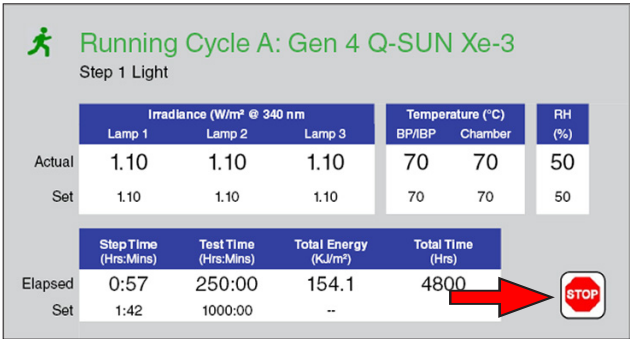 Running Cycle A: Gen 4 Q-SUN Xe-3
Step 1 Light
Irradiance (W/m² @ 340 nm Temperature (°C) RH
Lamp 1 Lamp 2 Lamp 3 BP/IBP Chamber (%)
Actual 1.10 1.10 1.10 70 70 50
Set 1.10 1.10 1.10 70 70 50
Step Time Test Time Total Energy Total Time
(Hrs:Mins) (Hrs:Mins) (KJ/m²) (Hrs)
Elapsed 0:57 250:00 154.1 4800
Set 1:42 1000:00 --
STOP